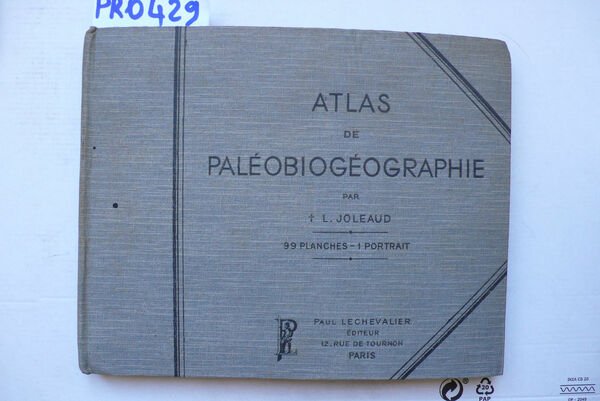 PRO429
ATLAS
DE
PALÉOBIOGÉOGRAPHIE
PAR
† L. JOLEAUD
99 PLANCHES - 1 PORTRAIT
PAUL LECHEVALIER
ÉDITEUR
12, RUE DE TOURNON
PARIS
20
PAP